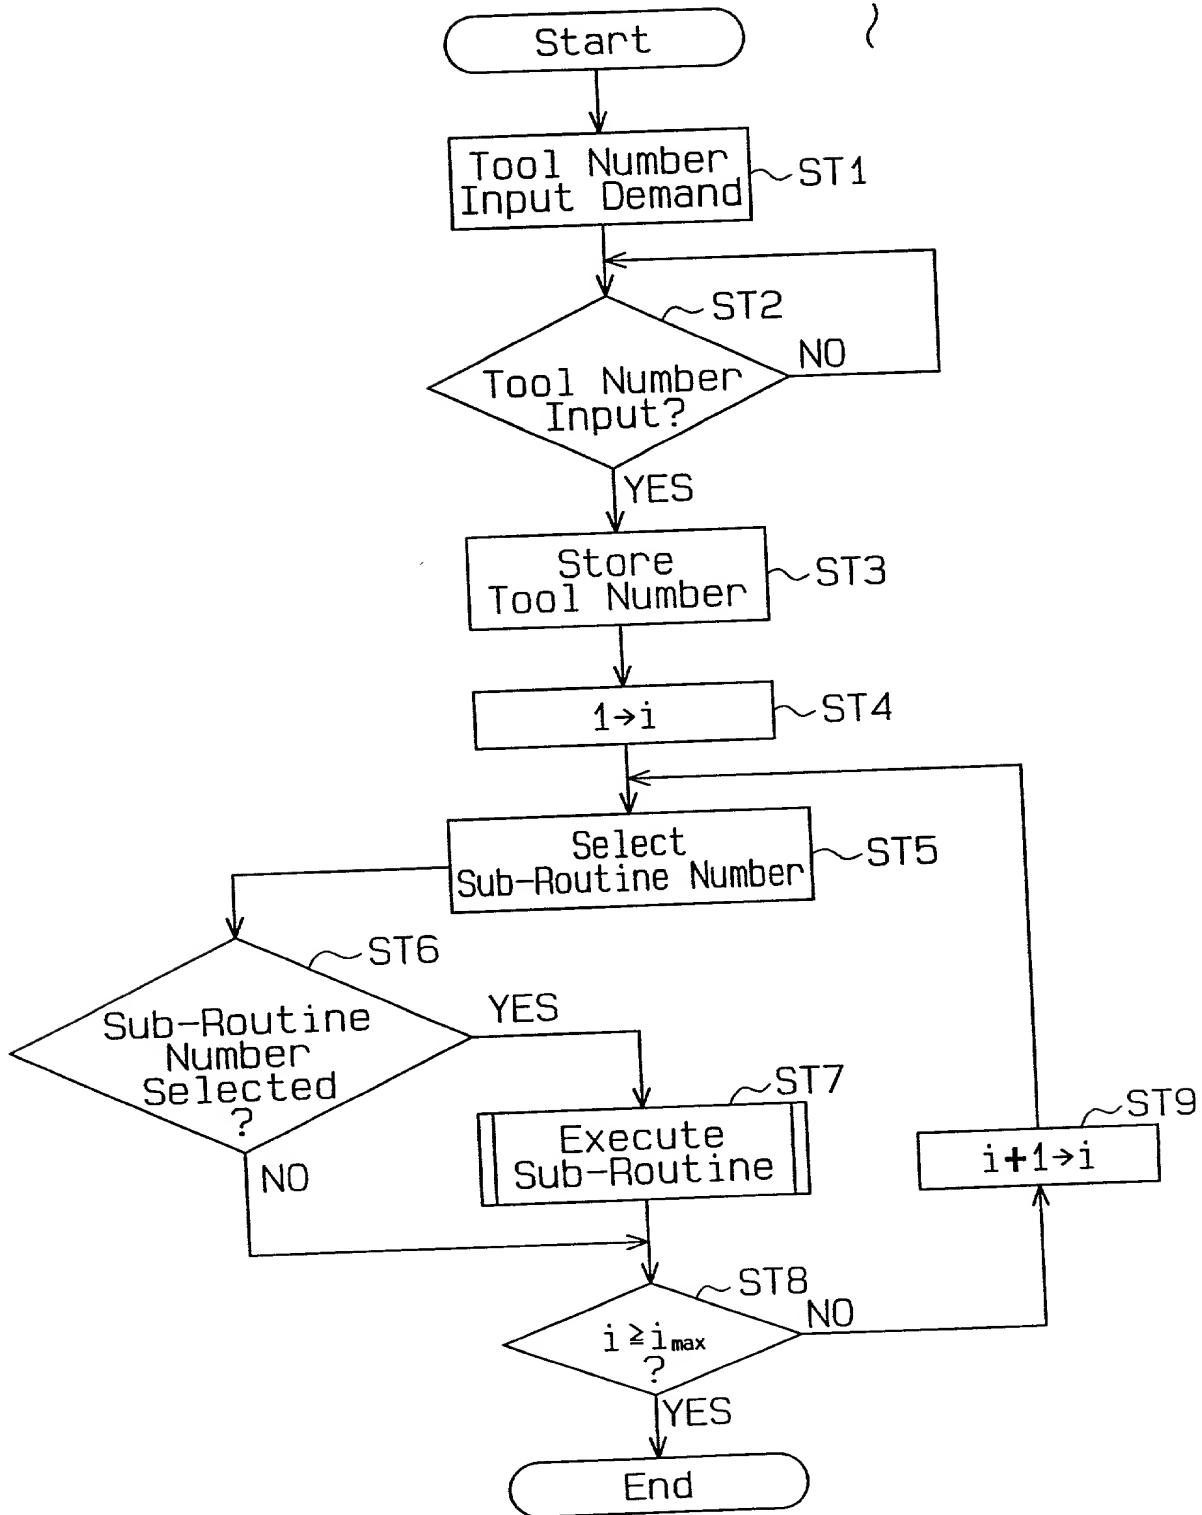 Start
Tool Number
Input Demand
ST1
ST2
NO
Tool Number
Input?
YES
Store
Tool Number
ST3
1→i
ST4
Select
Sub-Routine Number
ST5
ST6
YES
Sub-Routine
Number
Selected
?
NO
ST7
Execute
Sub-Routine
ST9
i+1→i
ST8
NO
i≧imax
?
YES
End